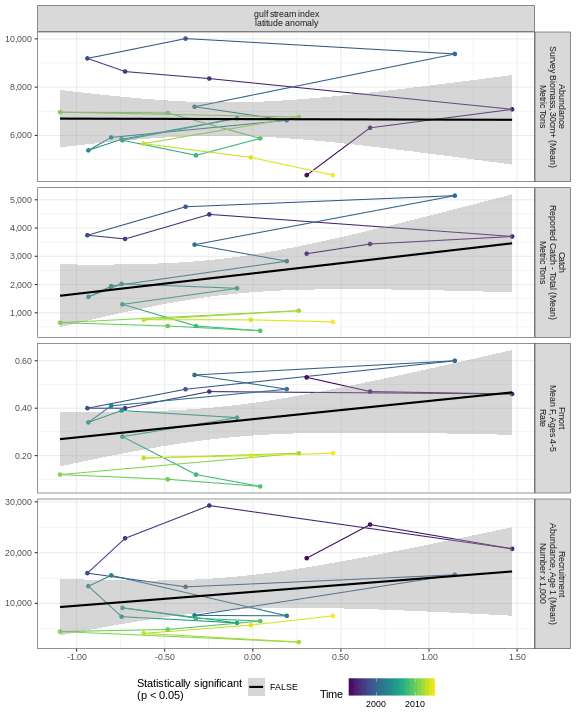 gulf stream index
latitude anomaly
10,000
8,000
6,000
Abundance
Survey Biomass, 30cm+ (Mean)
Metric Tons
5,000
4,000
3,000
2,000
1,000
Catch
Reported Catch - Total (Mean)
Metric Tons
0.60
0.40
0.20
Fmort
Mean F, Ages 4-5
Rate
30,000
20,000
10,000
Recruitment
Abundance, Age 1 (Mean)
Number x 1,000
-1.00 -0.50 0.00 0.50 1.00 1.50
Statistically significant
(p < 0.05)
FALSE
Time
2000 2010